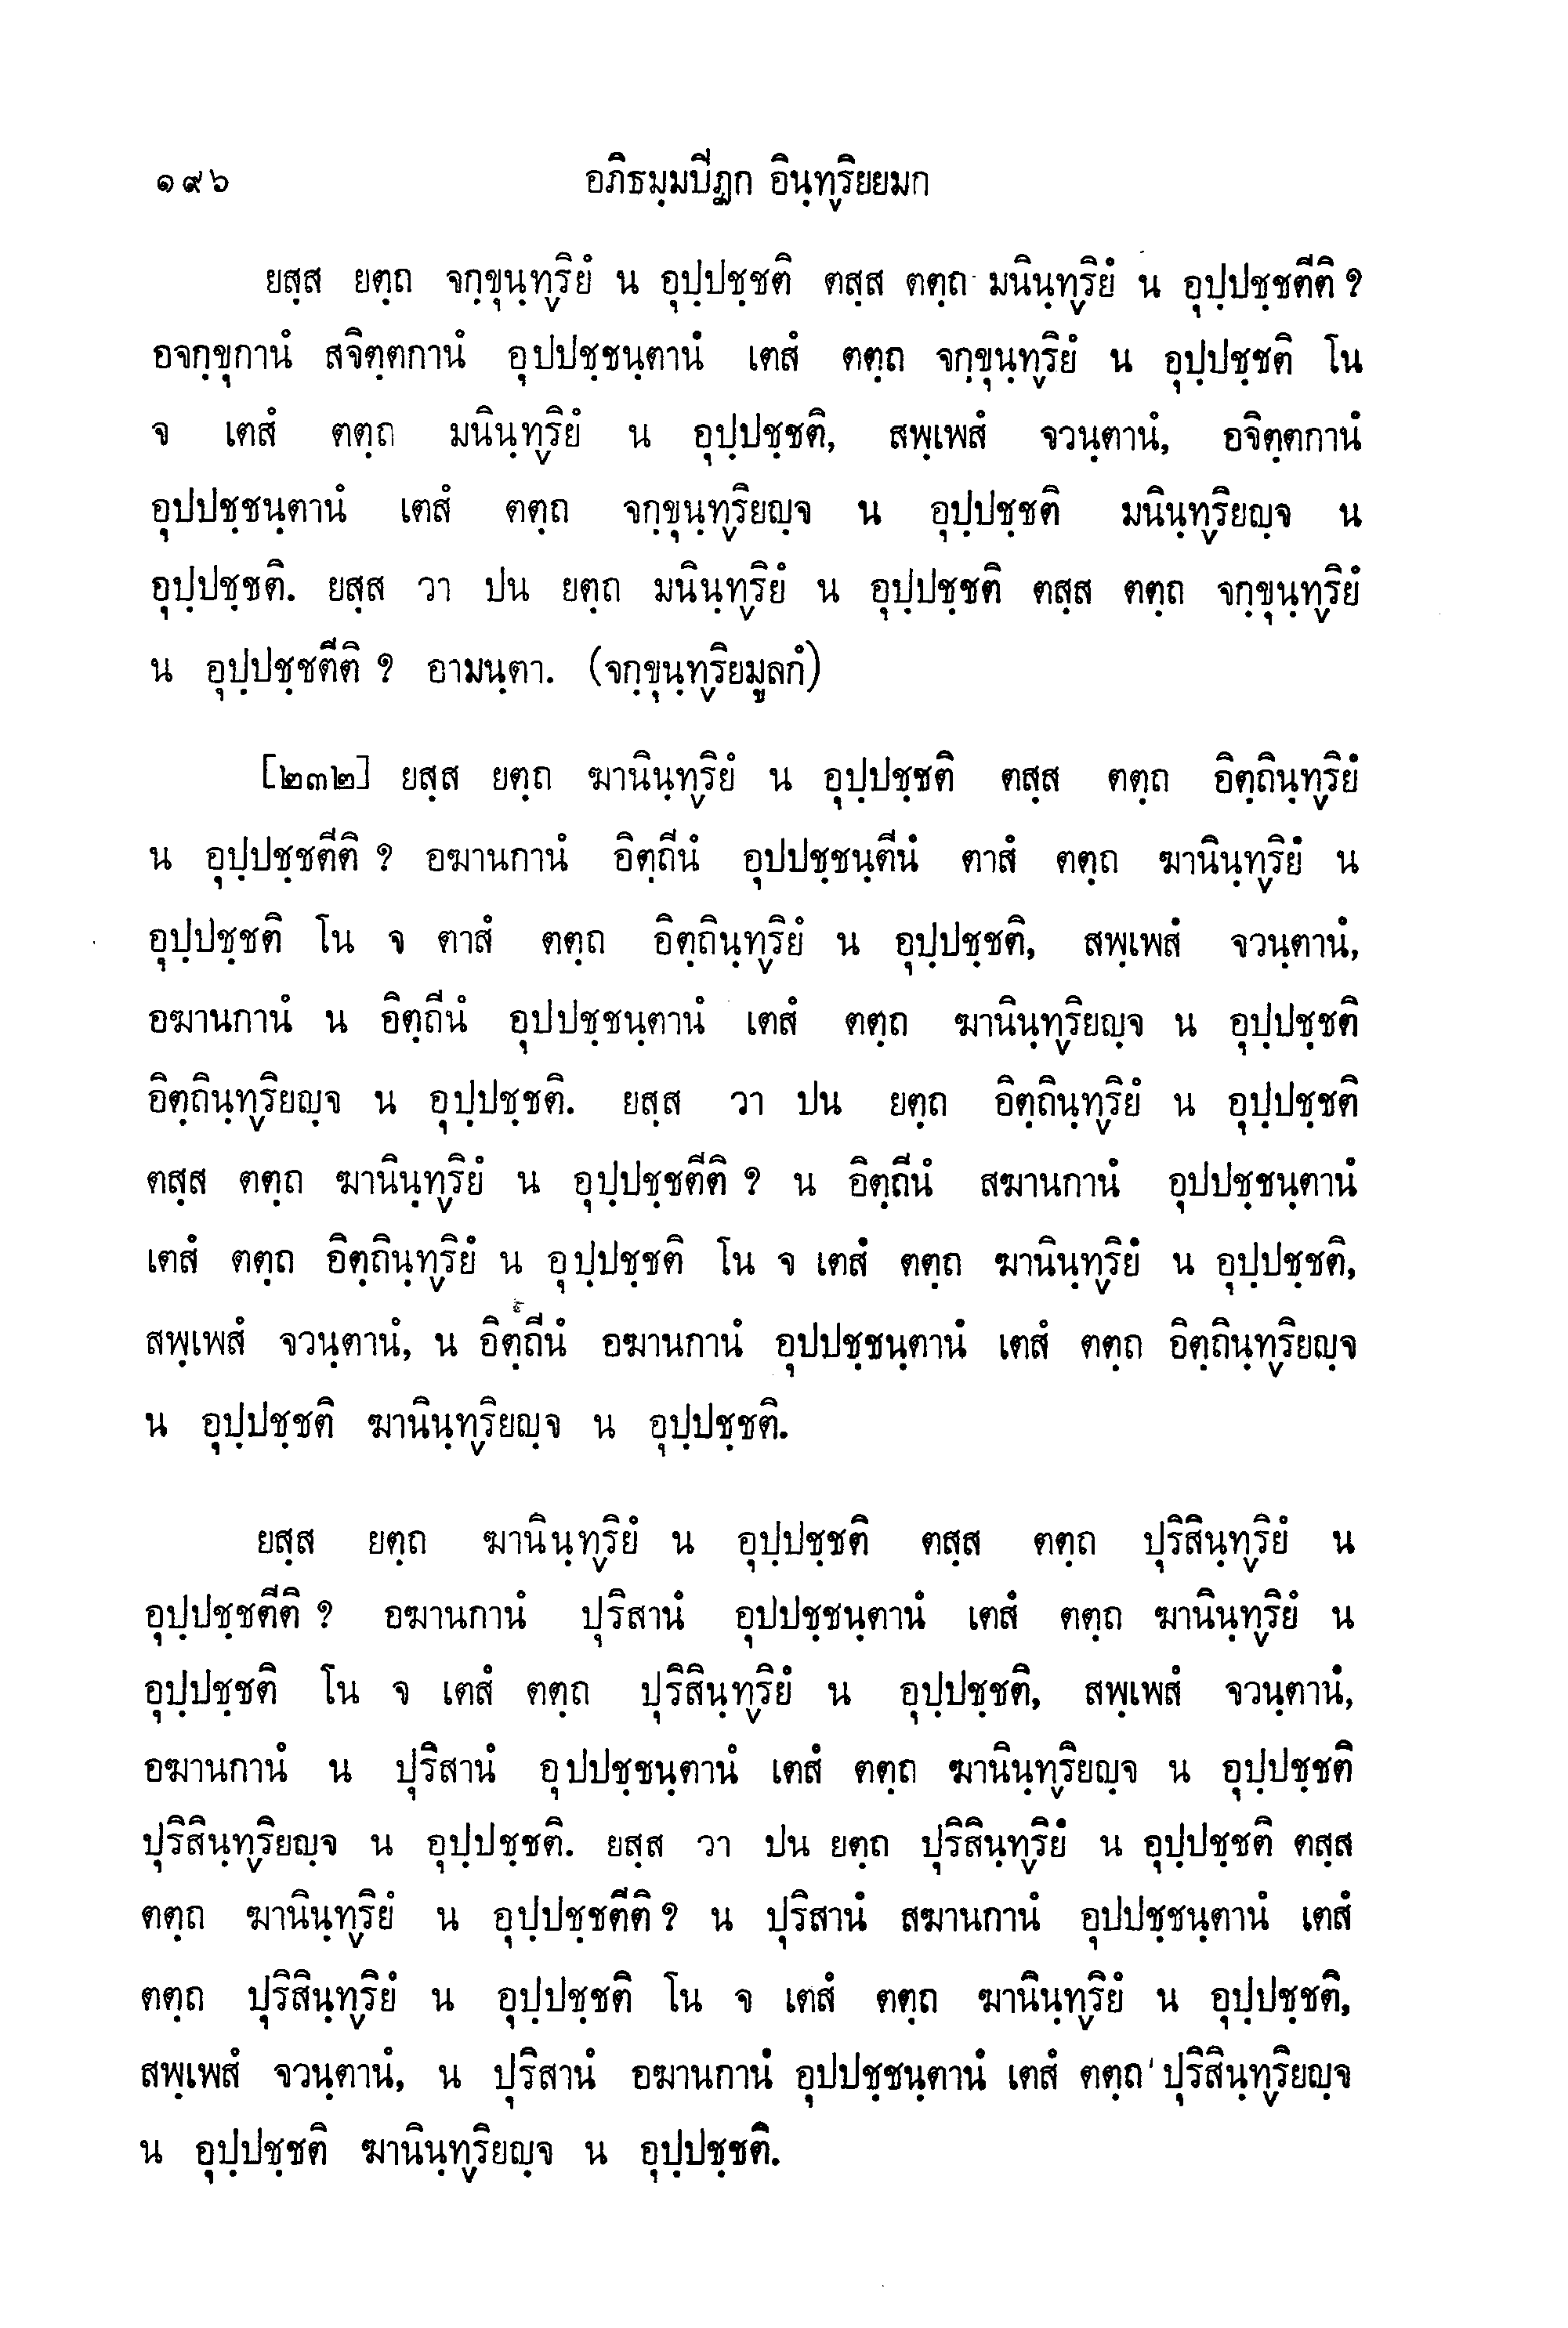 ๑๙๖ อภิธมฺมปีฏก อินฺทฺริยยมก
ยสฺส ยตฺถ จกฺขุนฺทฺริยํ น อุปฺปชฺชติ ตสฺส ตตฺถ มนินฺทฺริยํ น อุปฺปชฺชตีติ ?
อจกฺขุกานํ สจิตฺตกานํ อุปปชฺชนฺตานํ เตสํ ตตฺถ จกฺขุนฺทฺริยํ น อุปฺปชฺชติ โน
จ เตสํ ตตฺถ มนินฺทฺริยํ น อุปฺปชฺชติ, สพฺเพสํ จวนฺตานํ, อจิตฺตกานํ
อุปปชฺชนฺตานํ เตสํ ตตฺถ จกฺขุนฺทฺริยญฺจ น อุปฺปชฺชติ มนินฺทฺริยญฺจ น
อุปฺปชฺชติ. ยสฺส วา ปน ยตฺถ มนินฺทฺริยํ น อุปฺปชฺชติ ตสฺส ตตฺถ จกฺขุนฺทฺริยํ
น อุปฺปชฺชตีติ ? อามนฺตา. (จกฺขุนฺทฺริยมูลกํ)
[๒๓๒] ยสฺส ยตฺถ ฆานินฺทฺริยํ น อุปฺปชฺชติ ตสฺส ตตฺถ อิตฺถินฺทฺริยํ
น อุปฺปชฺชตีติ ? อฆานกานํ อิตฺถีนํ อุปปชฺชนฺตีนํ ตาสํ ตตฺถ ฆานินฺทฺริยํ น
อุปฺปชฺชติ โน จ ตาสํ ตตฺถ อิตฺถินฺทฺริยํ น อุปฺปชฺชติ, สพฺเพสํ จวนฺตานํ,
อฆานกานํ น อิตฺถีนํ อุปปชฺชนฺตานํ เตสํ ตตฺถ ฆานินฺทฺริยญฺจ น อุปฺปชฺชติ
อิตฺถินฺทฺริยญฺจ น อุปฺปชฺชติ. ยสฺส วา ปน ยตฺถ อิตฺถินฺทฺริยํ น อุปฺปชฺชติ
ตสฺส ตตฺถ ฆานินฺทฺริยํ น อุปฺปชฺชตีติ ? น อิตฺถีนํ สฆานกานํ อุปปชฺชนฺตานํ
เตสํ ตตฺถ อิตฺถินฺทฺริยํ น อุปฺปชฺชติ โน จ เตสํ ตตฺถ ฆานินฺทฺริยํ น อุปฺปชฺชติ,
สพฺเพสํ จวนฺตานํ, น อิตฺถีนํ อฆานกานํ อุปปชฺชนฺตานํ เตสํ ตตฺถ อิตฺถินฺทฺริยญฺจ
น อุปฺปชฺชติ ฆานินฺทฺริยญฺจ น อุปฺปชฺชติ.
ยสฺส ยตฺถ ฆานินฺทฺริยํ น อุปฺปชฺชติ ตสฺส ตตฺถ ปุริสินฺทฺริยํ น
อุปฺปชฺชตีติ ? อฆานกานํ ปุริสานํ อุปปชฺชนฺตานํ เตสํ ตตฺถ ฆานินฺทฺริยํ น
อุปฺปชฺชติ โน จ เตสํ ตตฺถ ปุริสินฺทฺริยํ น อุปฺปชฺชติ, สพฺเพสํ จวนฺตานํ,
อฆานกานํ น ปุริสานํ อุปปชฺชนฺตานํ เตสํ ตตฺถ ฆานินฺทฺริยญฺจ น อุปฺปชฺชติ
ปุริสินฺทฺริยญฺจ น อุปฺปชฺชติ. ยสฺส วา ปน ยตฺถ ปุริสินฺทฺริยํ น อุปฺปชฺชติ ตสฺส
ตตฺถ ฆานินฺทฺริยํ น อุปฺปชฺชตีติ ? น ปุริสานํ สฆานกานํ อุปปชฺชนฺตานํ เตสํ
ตตฺถ ปุริสินฺทฺริยํ น อุปฺปชฺชติ โน จ เตสํ ตตฺถ ฆานินฺทฺริยํ น อุปฺปชฺชติ,
สพฺเพสํ จวนฺตานํ, น ปุริสานํ อฆานกานํ อุปปชฺชนฺตานํ เตสํ ตตฺถ ปุริสินฺทฺริยญฺจ
น อุปฺปชฺชติ ฆานินฺทฺริยญฺจ น อุปฺปชฺชติ.